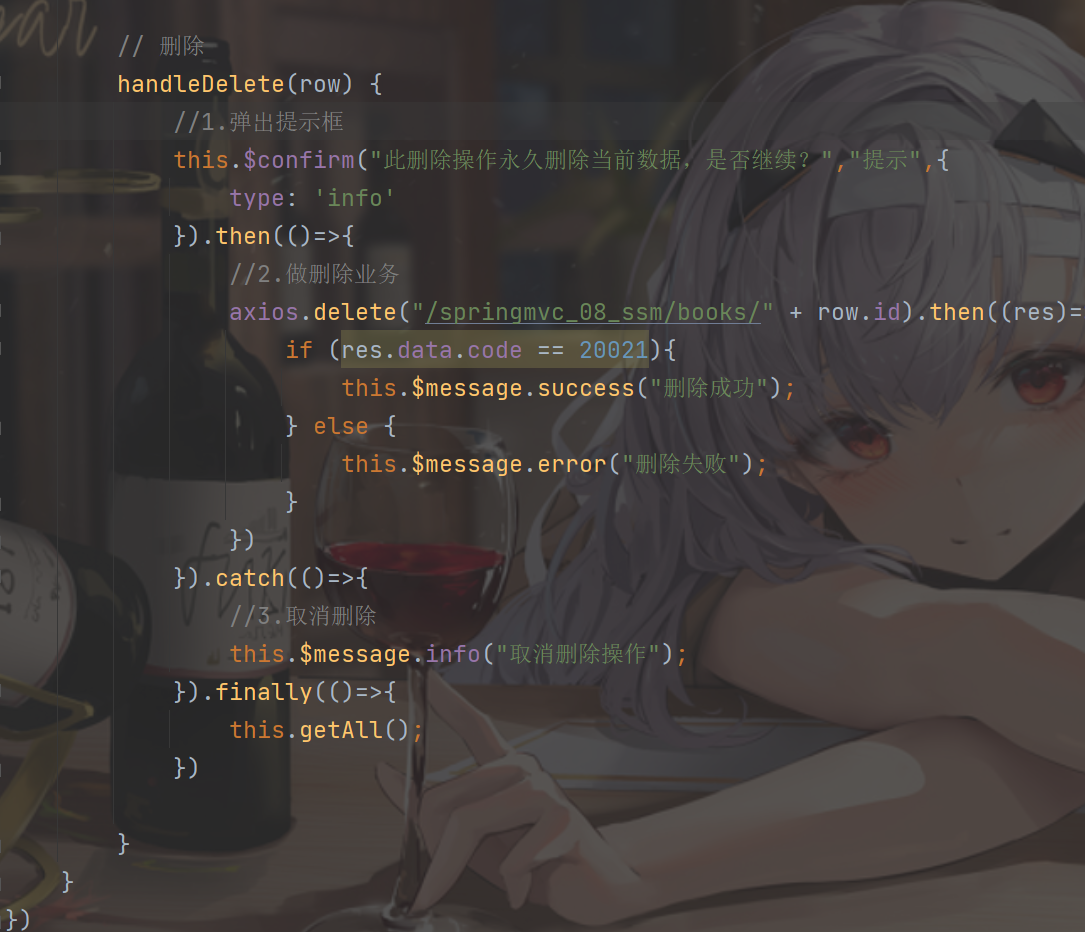 // 删除
handleDelete(row) {
//1.弹出提示框
this.$confirm("此删除操作永久删除当前数据，是否继续？","提示",{
type: 'info'
}).then(()=>{
//2.做删除业务
axios.delete("/springmvc_08_ssm/books/" + row.id).then((res)=
if (res.data.code == 20021){
this.$message.success("删除成功");
} else {
this.$message.error("删除失败");
}
})
}).catch(()=>{
//3.取消删除
this.$message.info("取消删除操作");
}).finally(()=>{
this.getAll();
})
}
}
})